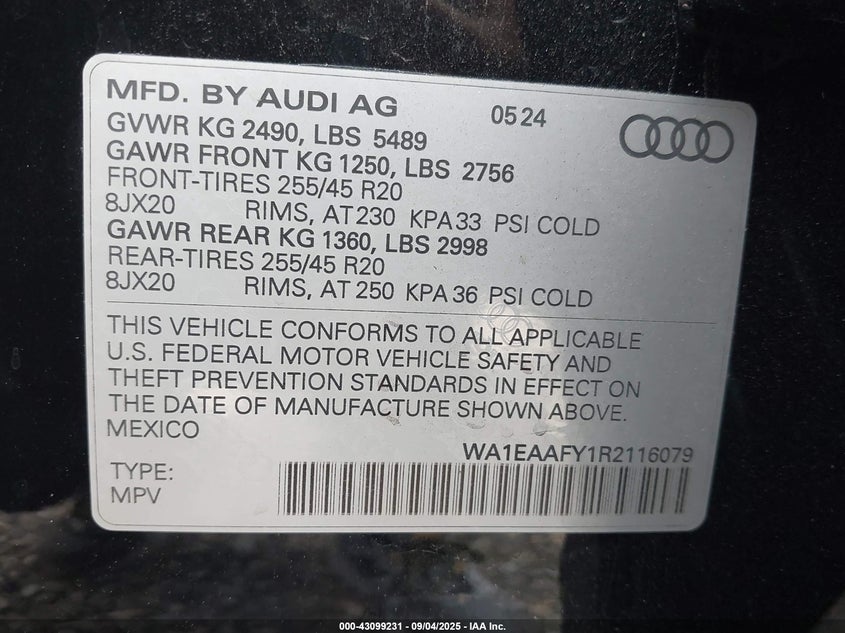 MFD. BY AUDI AG 0524
GVWR KG 2490, LBS 5489
GAWR FRONT KG 1250, LBS 2756
FRONT-TIRES 255/45 R20
8JX20 RIMS, AT 230 KPA 33 PSI COLD
GAWR REAR KG 1360, LBS 2998
REAR-TIRES 255/45 R20
8JX20 RIMS, AT 250 KPA 36 PSI COLD
THIS VEHICLE CONFORMS TO ALL APPLICABLE
U.S. FEDERAL MOTOR VEHICLE SAFETY AND
THEFT PREVENTION STANDARDS IN EFFECT ON
THE DATE OF MANUFACTURE SHOWN ABOVE.
MEXICO
WA1EAAFY1R2116079
TYPE:
MPV
000-43099231 - 09/04/2025 - IAA Inc.